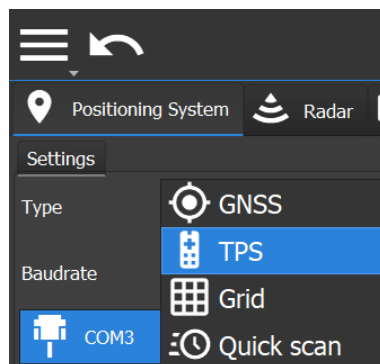 Positioning System Radar
Settings
Type
GNSS
TPS
Baudrate
Grid
COM3
Quick scan